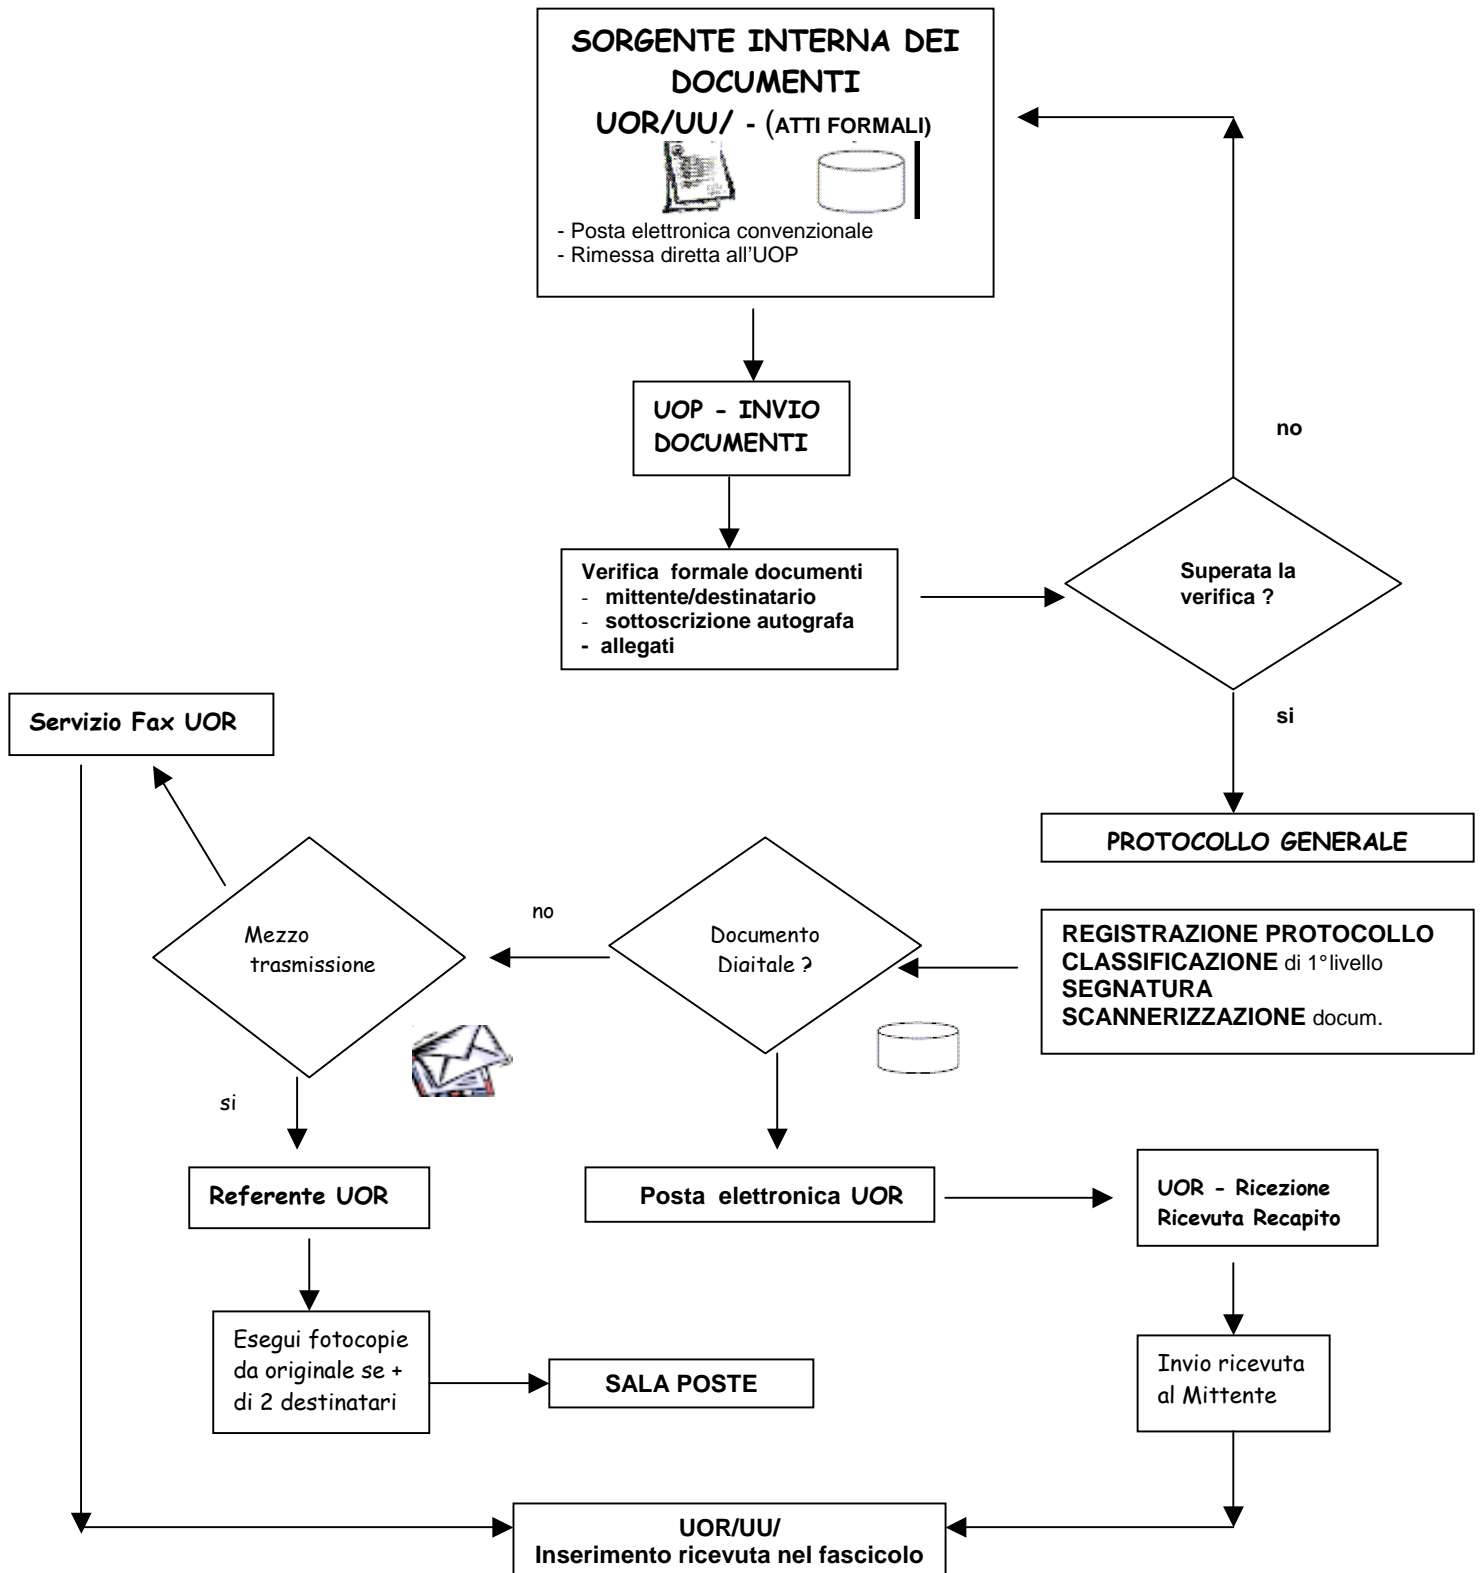 SORGENTE INTERNA DEI
DOCUMENTI
UOR/UU/ - (ATTI FORMALI)
- Posta elettronica convenzionale
- Rimessa diretta all'UOP
UOP - INVIO
DOCUMENTI
no
Verifica formale documenti
- mittente/destinatario
- sottoscrizione autografa
- allegati
Superata la
verifica ?
si
Servizio Fax UOR
PROTOCOLLO GENERALE
no
Mezzo
trasmissione
Documento
Digitale ?
REGISTRAZIONE PROTOCOLLO
CLASSIFICAZIONE di 1° livello
SEGNATURA
SCANNERIZZAZIONE docum.
si
Referente UOR
Posta elettronica UOR
UOR - Ricezione
Ricevuta Recapito
Esegui fotocopie
da originale se +
di 2 destinatari
SALA POSTE
Invio ricevuta
al Mittente
UOR/UU/
Inserimento ricevuta nel fascicolo